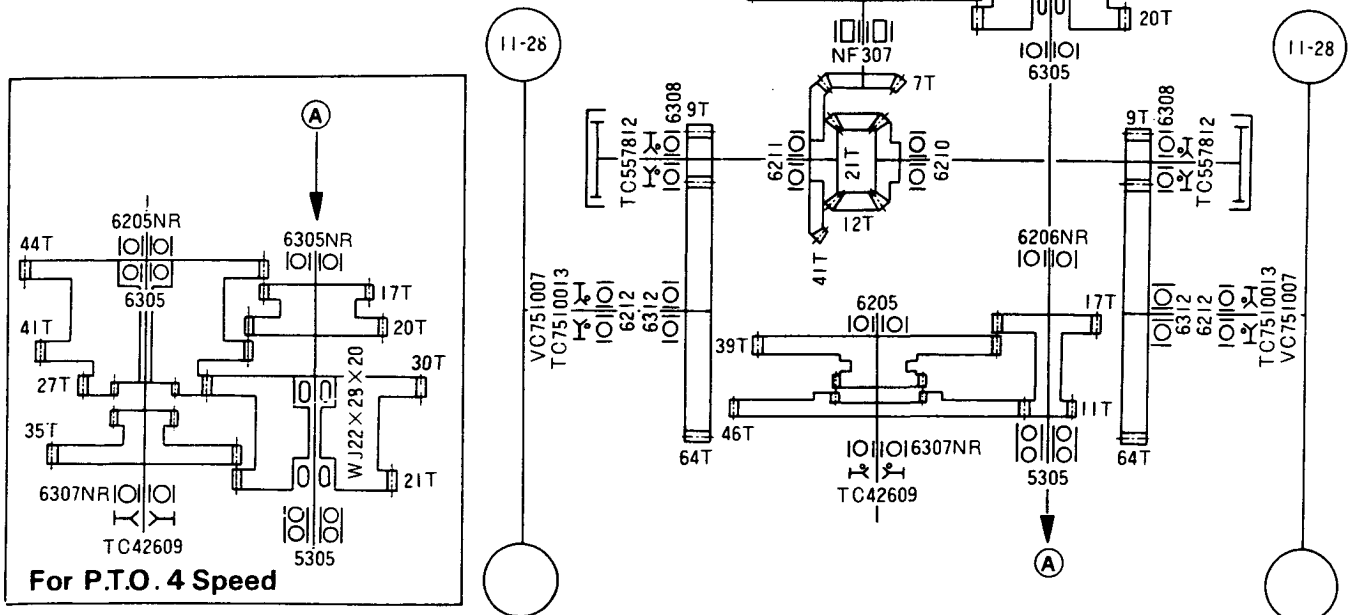 A
6205NR
44T
6305NR
6305
17T
41T
20T
30T
27T
WJ22×28×20
35T
6307NR
21T
TC42609
5305
For P.T.O. 4 Speed
11-28
20T
NF307
6305
11-28
7T
6308
9T
TC557812
6211
21T
6210
9T
6308
TC557812
12T
41T
6206NR
VC751007
TC7510013
6212
6312
6205
17T
39T
6312
6212
TC7510013
VC751007
46T
11T
64T
6307NR
64T
TC42609
5305
A